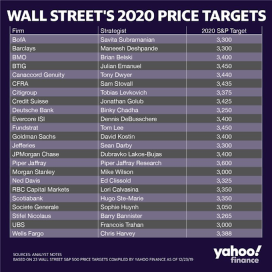 WALL STREET'S 2020 PRICE TARGETS
Firm Strategist 2020 S&P Target
BofA Savita Subramanian 3,300
Barclays Maneesh Deshpande 3,300
BMO Brian Belski 3,400
BTIG Julian Emanuel 3,450
Canaccord Genuity Tony Dwyer 3,440
CFRA Sam Stovall 3,435
Citigroup Tobias Levkovich 3,375
Credit Suisse Jonathan Golub 3,425
Deutsche Bank Binky Chadha 3,250
Evercore ISI Dennis DeBusschere 3,400
Fundstrat Tom Lee 3,450
Goldman Sachs David Kostin 3,400
Jefferies Sean Darby 3,300
JPMorgan Chase Dubravko Lakos-Bujas 3,400
Piper Jaffray Piper Jaffray Research 3,600
Morgan Stanley Mike Wilson 3,000
Ned Davis Ed Clissold 3,325
RBC Capital Markets Lori Calvasina 3,350
Scotiabank Hugo Ste-Marie 3,350
Societe Generale Sophie Huynh 3,050
Stifel Nicolaus Barry Bannister 3,265
UBS Francois Trahan 3,000
Wells Fargo Chris Harvey 3,388
SOURCES: ANALYST NOTES
BASED ON 23 WALL STREET S&P 500 PRICE TARGETS COMPILED BY YAHOO FINANCE AS OF 12/23/19
yahoo!
finance